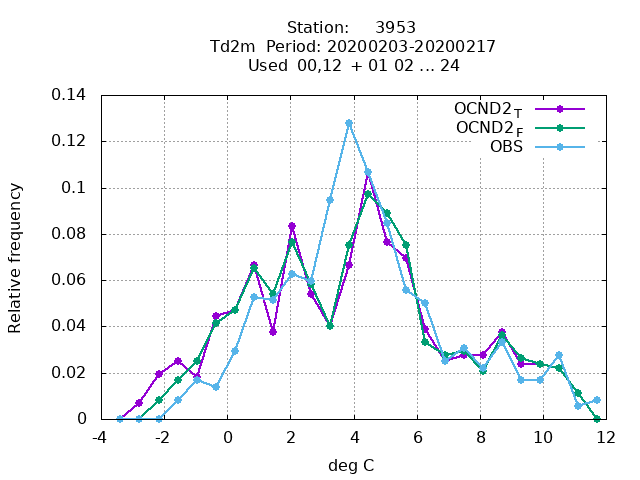 Station: 3953
Td2m Period: 20200203-20200217
Used 00,12 + 01 02 ... 24
0.14
0.12
0.1
0.08
0.06
0.04
0.02
0
Relative frequency
OCND2_T
OCND2_F
OBS
-4 -2 0 2 4 6 8 10 12
deg C